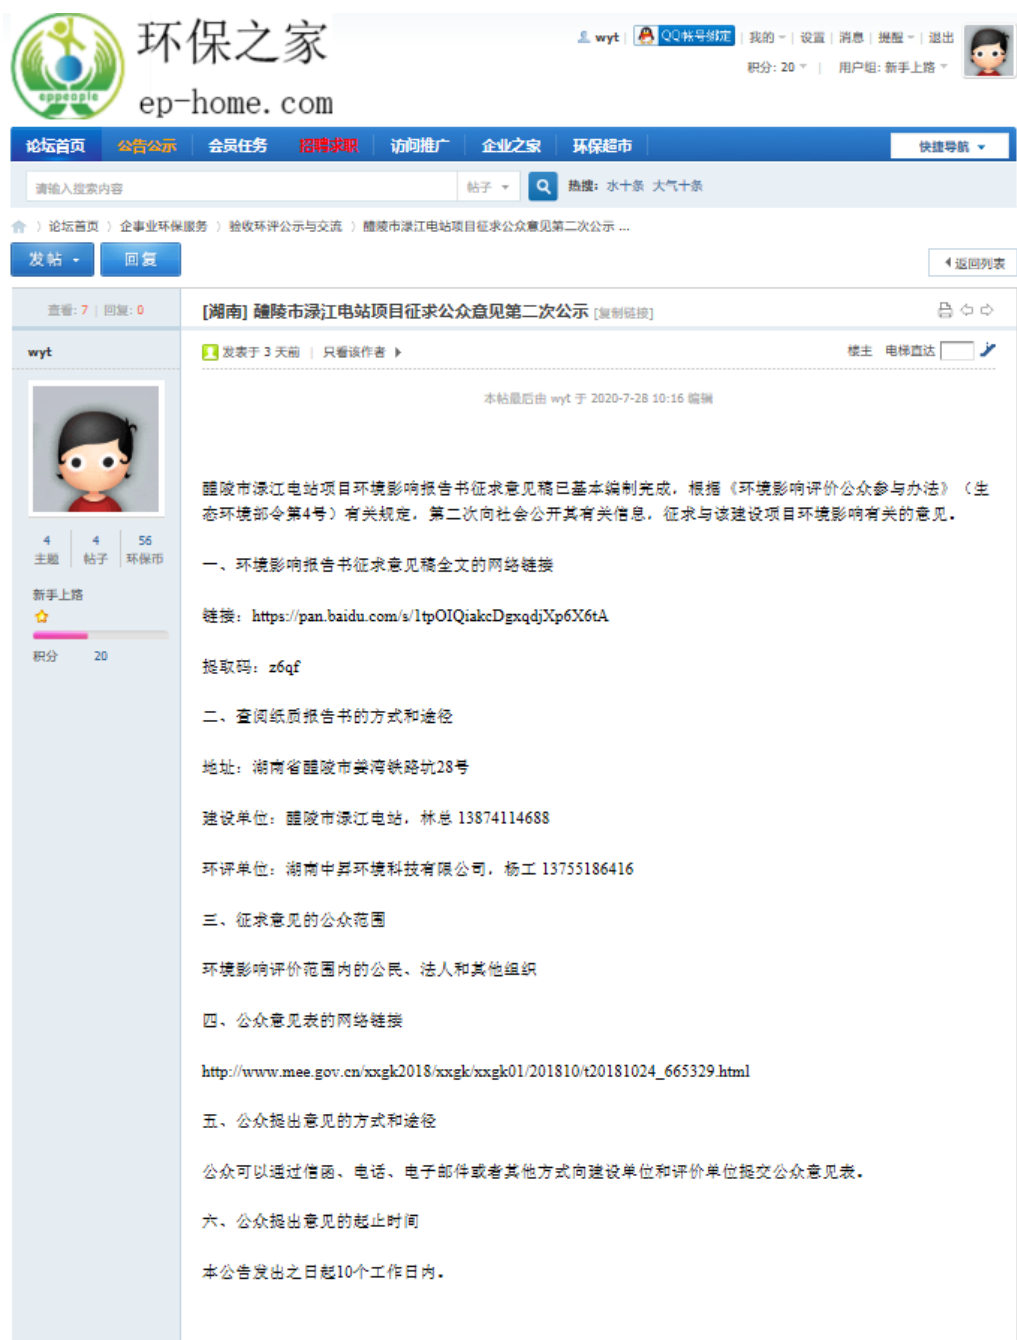 环保之家
ep-home.com
eppeople
wyt | QQ帐号绑定 | 我的 | 设置 | 消息 | 提醒 | 退出
积分: 20 | 用户组: 新手上路
论坛首页 公告公示 会员任务 招聘求职 访问推广 企业之家 环保超市 快捷导航
请输入搜索内容 帖子 热搜: 水十条 大气十条
论坛首页 〉 企事业环保服务 〉 验收环评公示与交流 〉 醴陵市渌江电站项目征求公众意见第二次公示 ...
发帖 回复 返回列表
查看: 7 | 回复: 0
[湖南] 醴陵市渌江电站项目征求公众意见第二次公示 [复制链接]
wyt
发表于 3 天前 | 只看该作者
楼主 电梯直达
本帖最后由 wyt 于 2020-7-28 10:16 编辑
4 4 56
主题 帖子 环保币
新手上路
积分 20
醴陵市渌江电站项目环境影响报告书征求意见稿已基本编制完成，根据《环境影响评价公众参与办法》（生
态环境部令第4号）有关规定，第二次向社会公开其有关信息，征求与该建设项目环境影响有关的意见。
一、环境影响报告书征求意见稿全文的网络链接
链接：https://pan.baidu.com/s/1tpOIQiakcDgxqdjXp6X6tA
提取码：z6qf
二、查阅纸质报告书的方式和途径
地址：湖南省醴陵市姜湾铁路坑28号
建设单位：醴陵市渌江电站，林总 13874114688
环评单位：湖南中昇环境科技有限公司，杨工 13755186416
三、征求意见的公众范围
环境影响评价范围内的公民、法人和其他组织
四、公众意见表的网络链接
http://www.mee.gov.cn/xxgk2018/xxgk/xxgk01/201810/t20181024_665329.html
五、公众提出意见的方式和途径
公众可以通过信函、电话、电子邮件或者其他方式向建设单位和评价单位提交公众意见表。
六、公众提出意见的起止时间
本公告发出之日起10个工作日内。